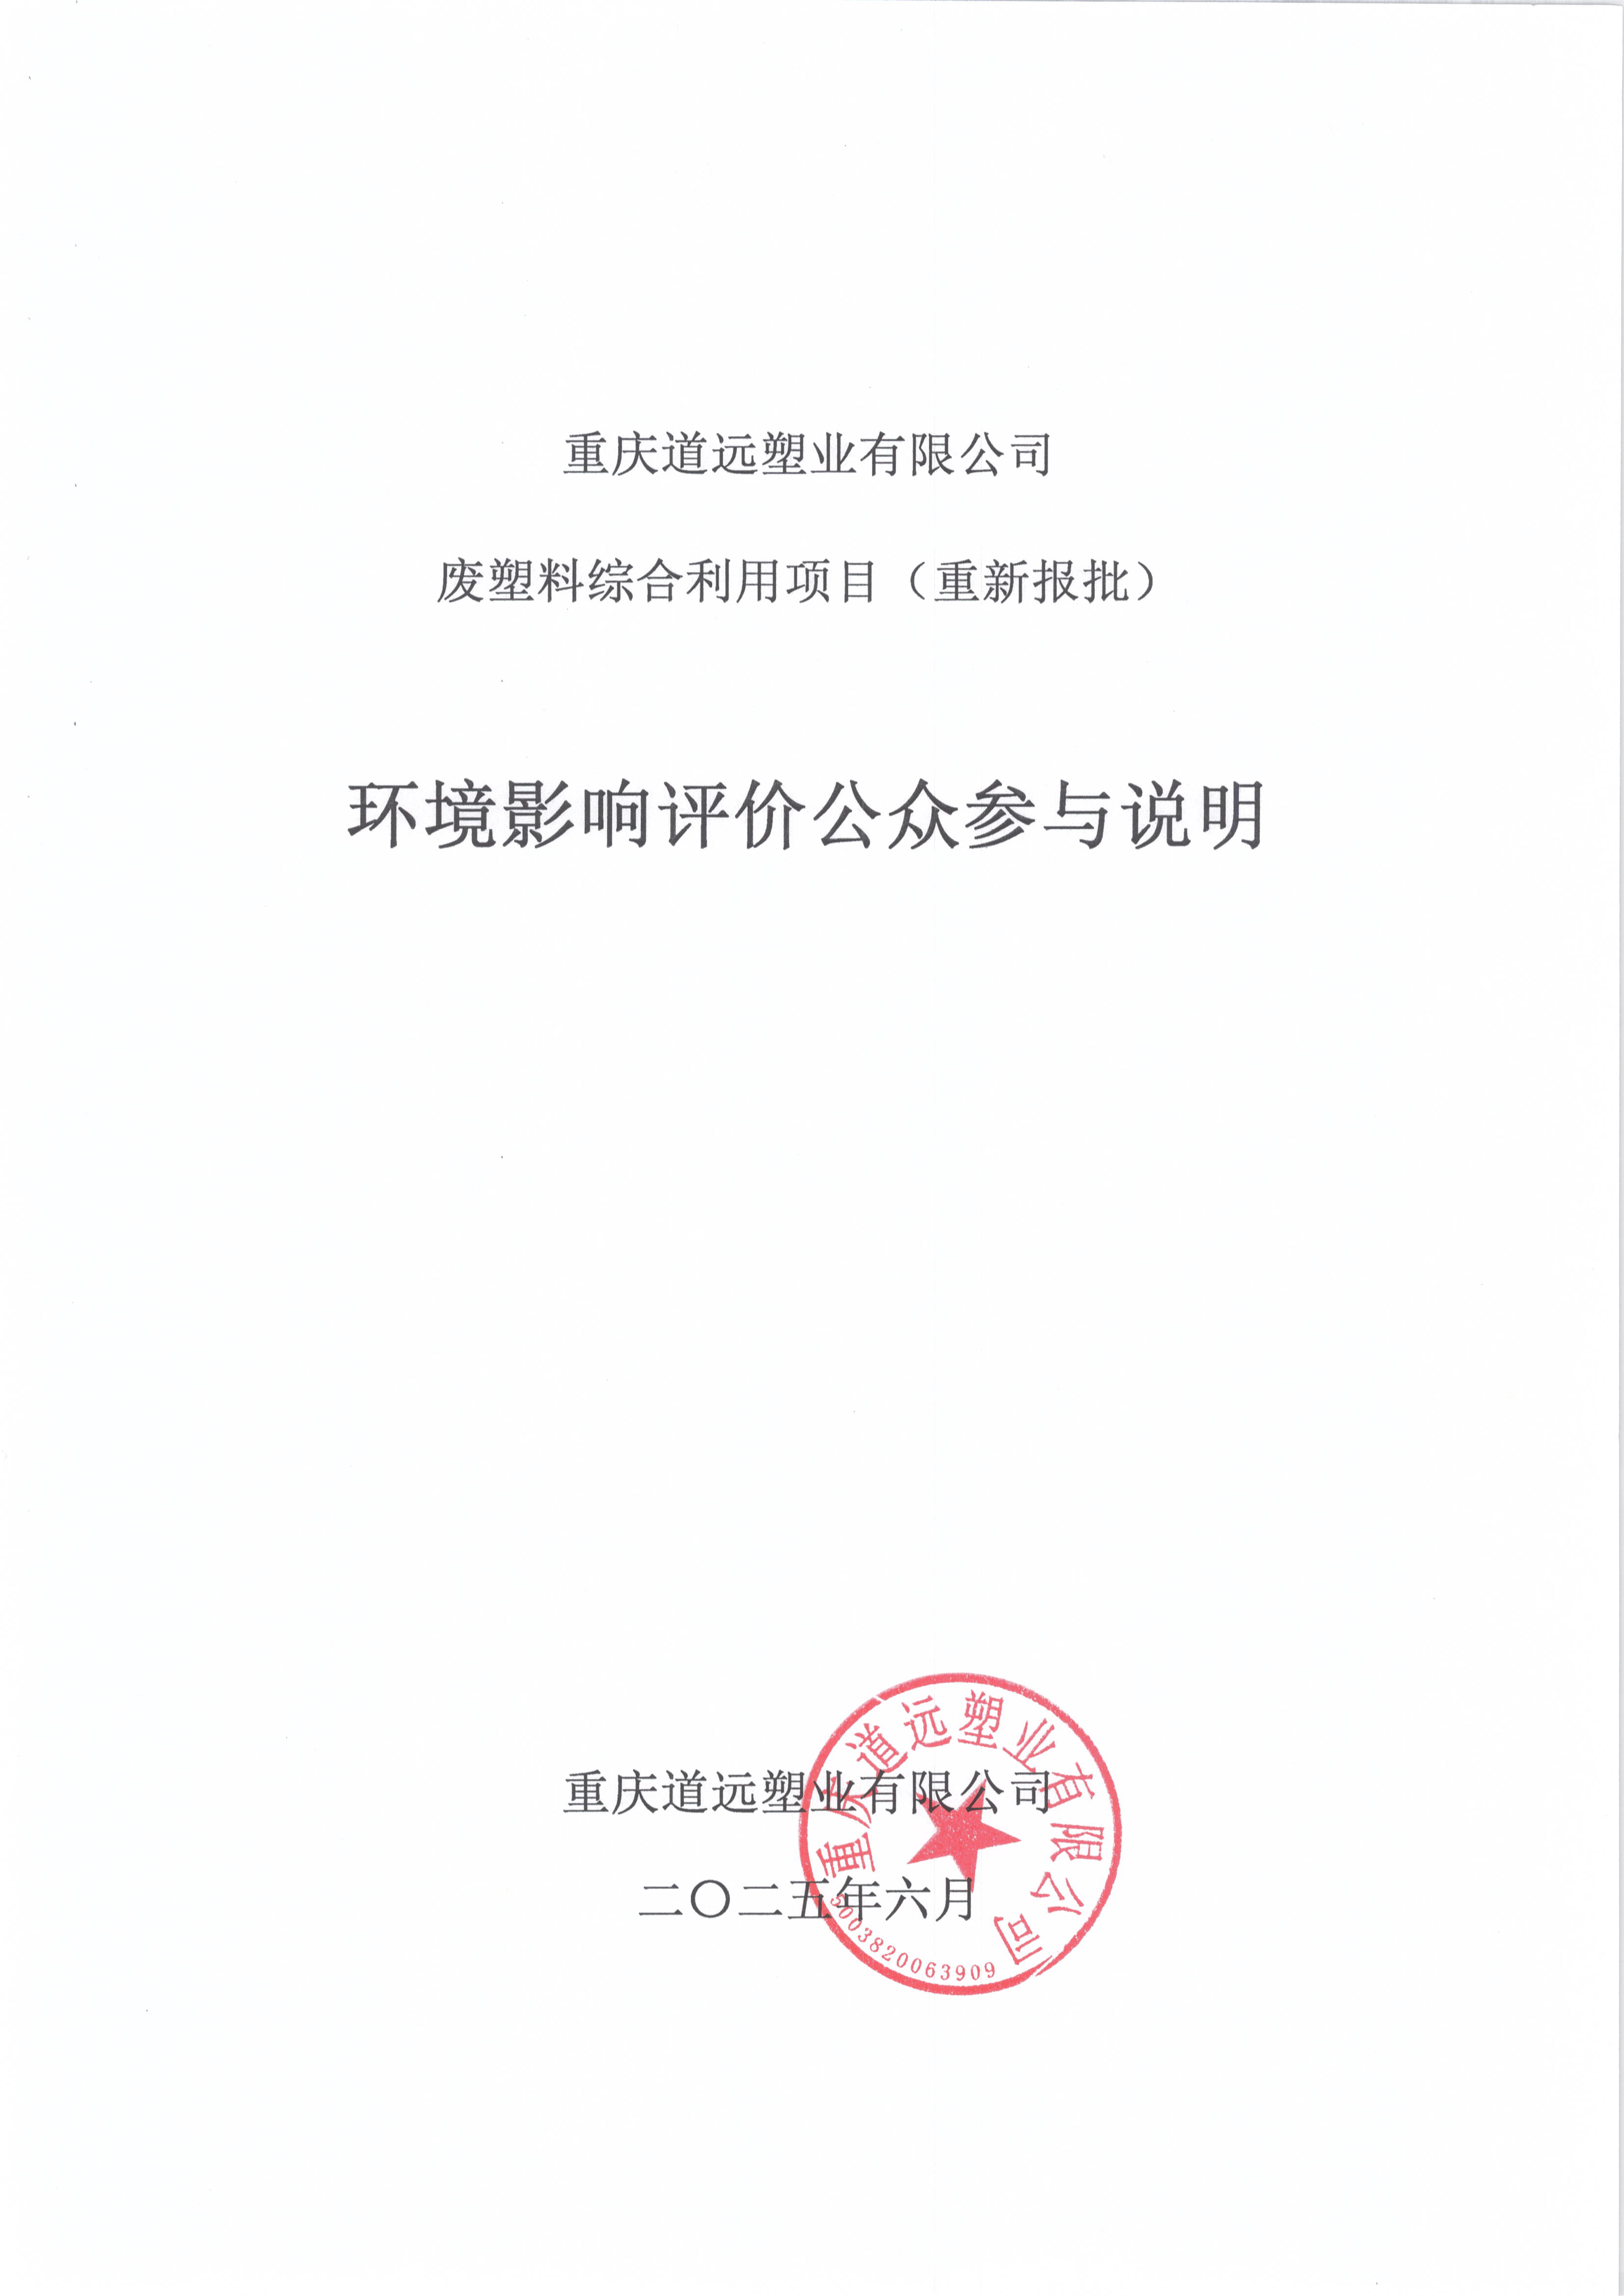 重庆道远塑业有限公司
废塑料综合利用项目（重新报批）
环境影响评价公众参与说明
重庆道远塑业有限公司
二〇二五年六月
重庆道远塑业有限公司
5003820063909